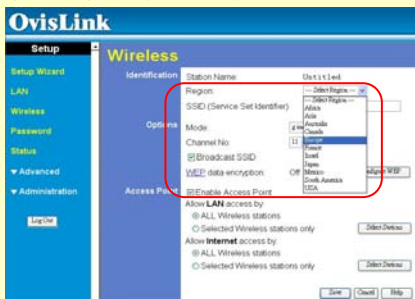 OvisLink
Setup
Setup Wizard
LAN
Wireless
Password
Status
Advanced
Administration
Log Out
Wireless
Identification
Station Name: Untitled
Region: --- Select Region ---
--- Select Region ---
Africa
Asia
Australia
Canada
Europe
France
Israel
Japan
Mexico
South America
USA
SSID (Service Set Identifier)
Options
Mode
Channel No: 11
Broadcast SSID
WEP data encryption: Off
Configure WEP
Access Point
Enable Access Point
Allow LAN access by:
ALL Wireless stations
Selected Wireless stations only
Select Stations
Allow Internet access by:
ALL Wireless stations
Selected Wireless stations only
Select Stations
Save Cancel Help